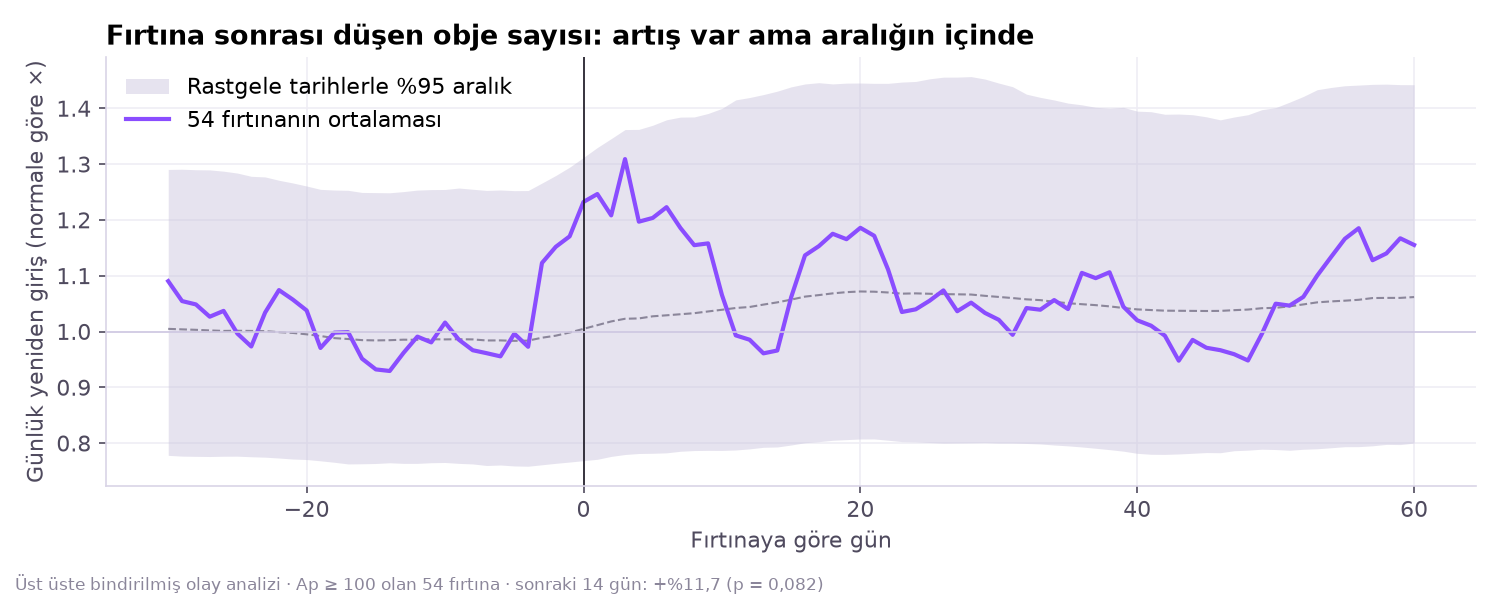 Fırtına sonrası düşen obje sayısı: artış var ama aralığın içinde
Günlük yeniden giriş (normale göre ×)
Rastgele tarihlerle %95 aralık
54 fırtınanın ortalaması
1.4
1.3
1.2
1.1
1.0
0.9
0.8
−20 0 20 40 60
Fırtınaya göre gün
Üst üste bindirilmiş olay analizi · Ap ≥ 100 olan 54 fırtına · sonraki 14 gün: +%11,7 (p = 0,082)